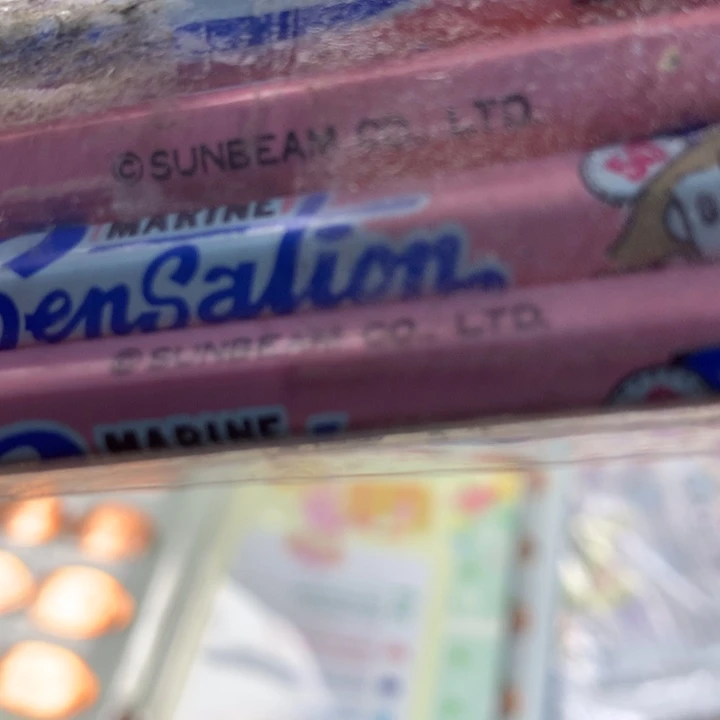 © SUNBEAM CO. LTD.
MARINE
Sensation
© SUNBEAM CO. LTD.
MARINE